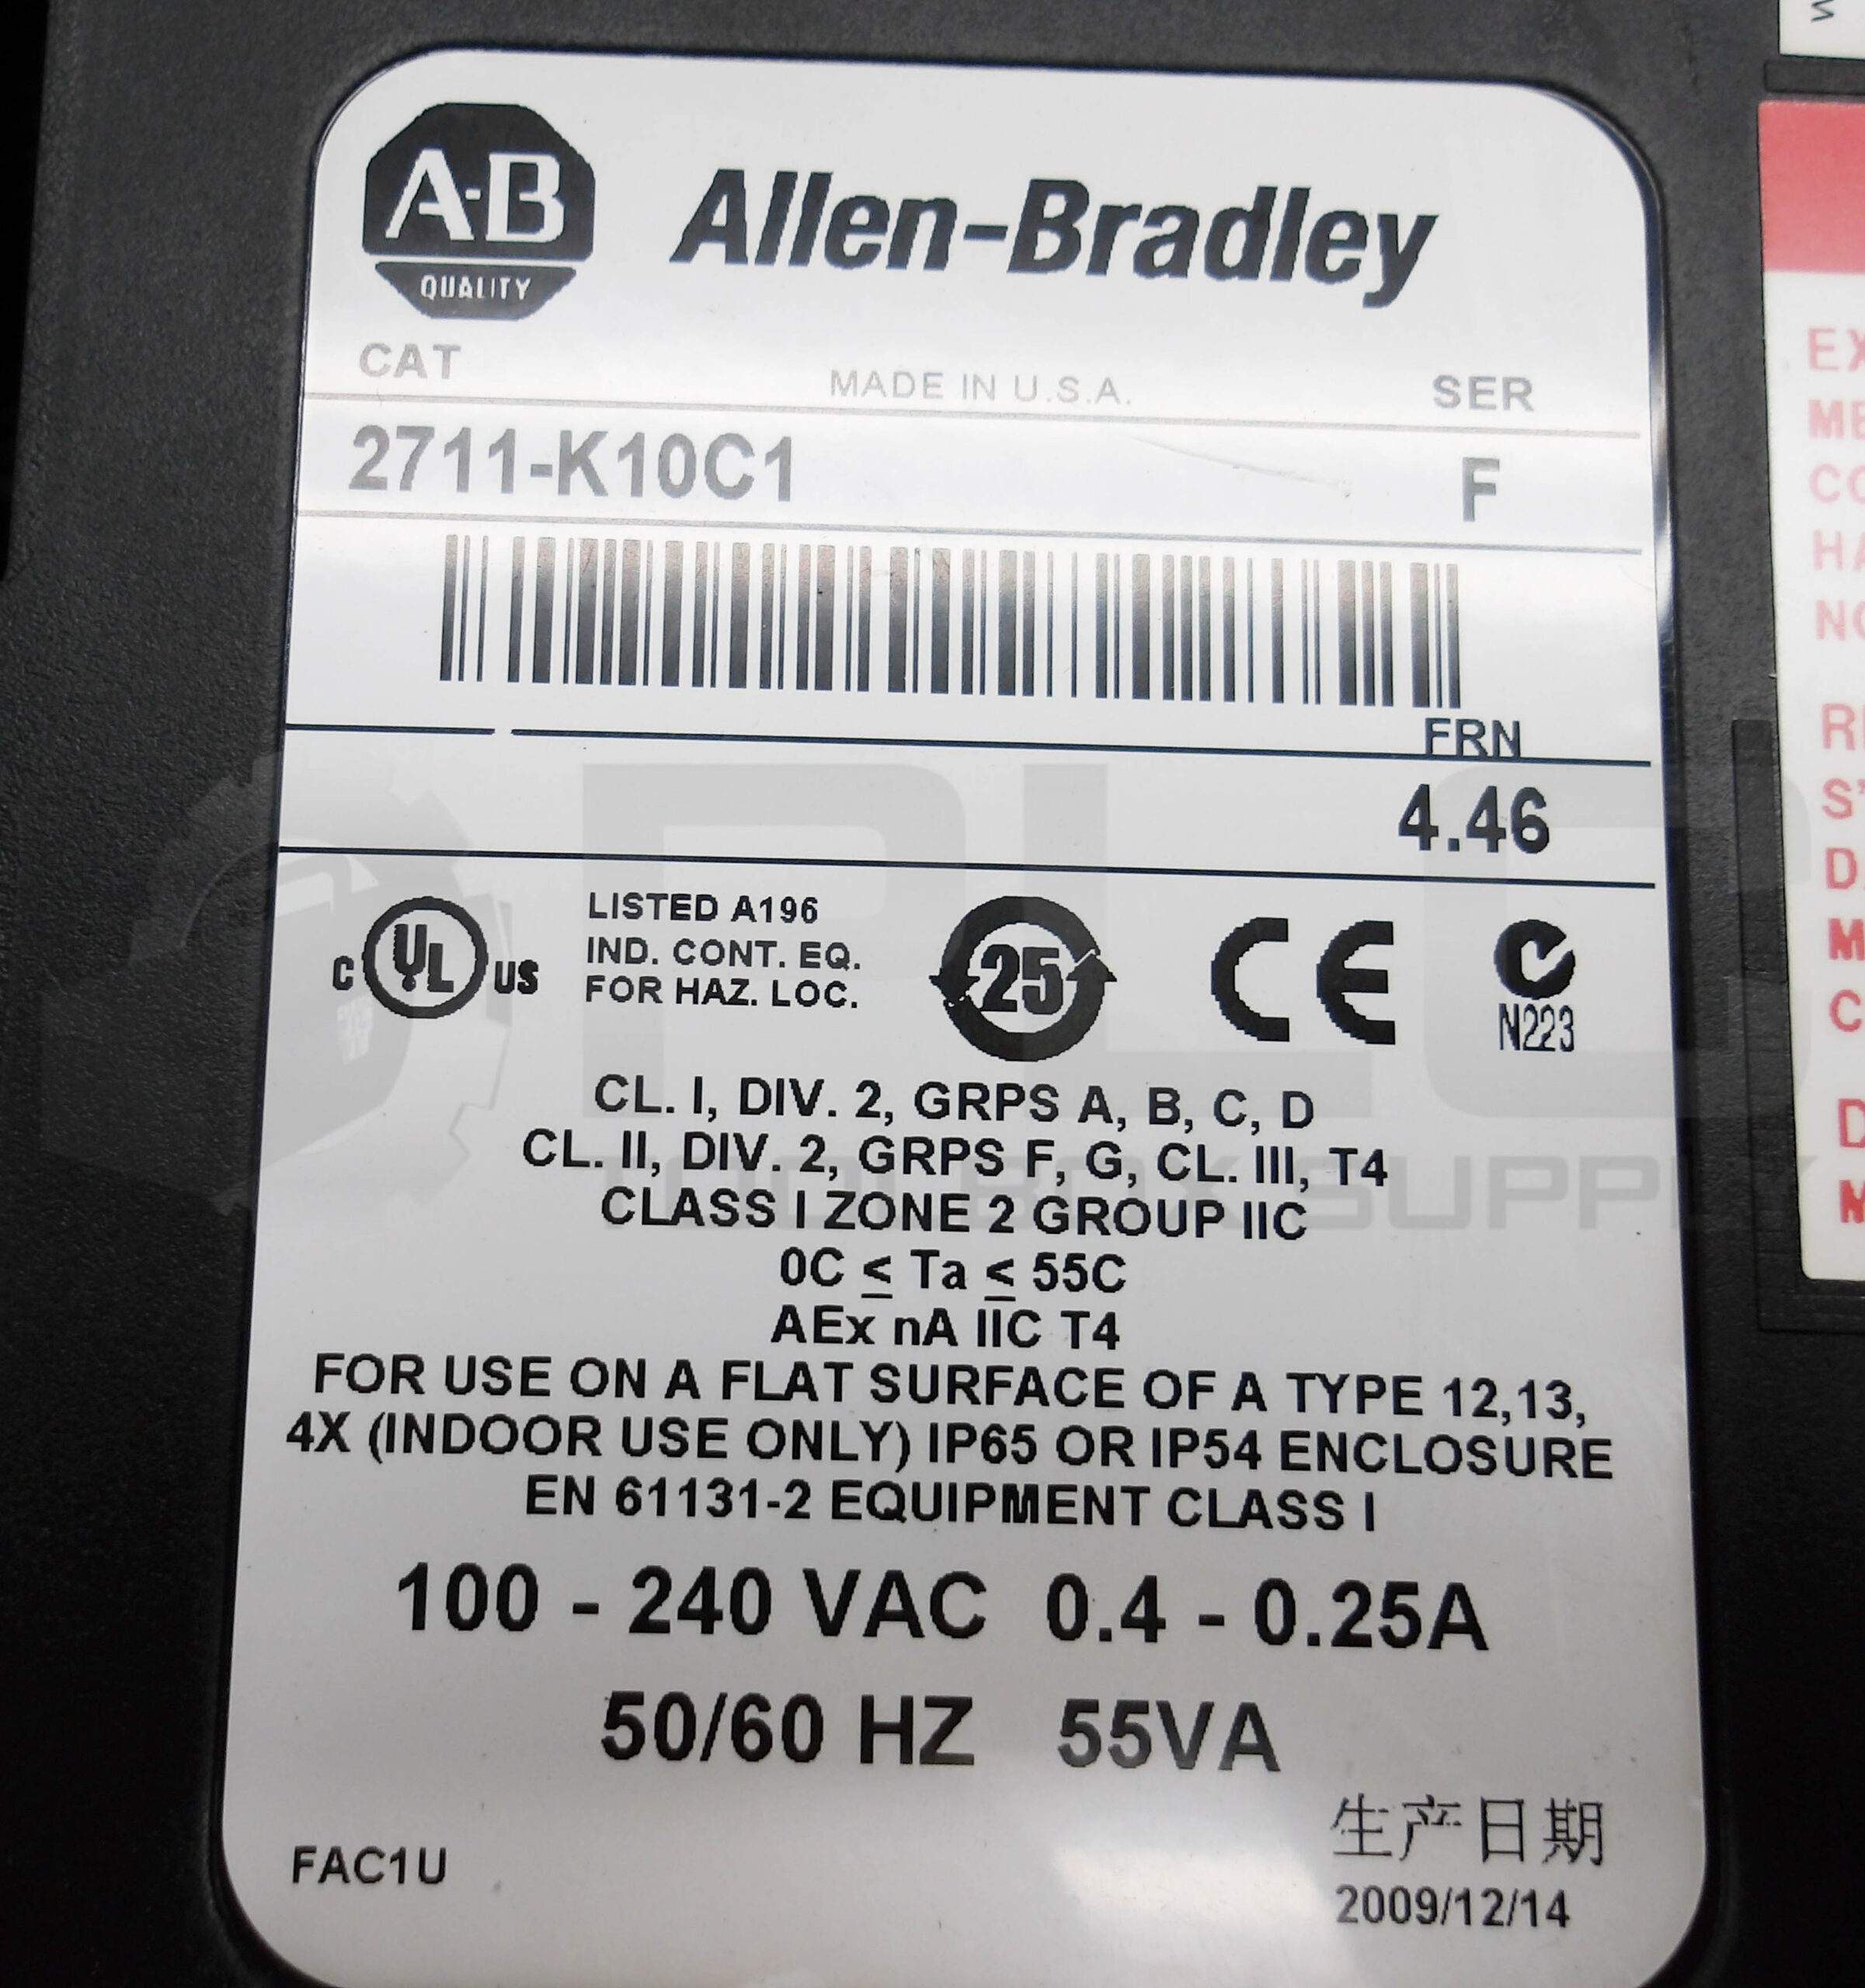 A-B
QUALITY
Allen-Bradley
CAT
MADE IN U.S.A.
SER
2711-K10C1
F
FRN
4.46
C UL US
LISTED A196
IND. CONT. EQ.
FOR HAZ. LOC.
25
CE
N223
CL. I, DIV. 2, GRPS A, B, C, D
CL. II, DIV. 2, GRPS F, G, CL. III, T4
CLASS I ZONE 2 GROUP IIC
0C ≤ Ta ≤ 55C
AEx nA IIC T4
FOR USE ON A FLAT SURFACE OF A TYPE 12,13,
4X (INDOOR USE ONLY) IP65 OR IP54 ENCLOSURE
EN 61131-2 EQUIPMENT CLASS I
100 - 240 VAC 0.4 - 0.25A
50/60 HZ 55VA
生产日期
2009/12/14
FAC1U
PLC
SUPPLY